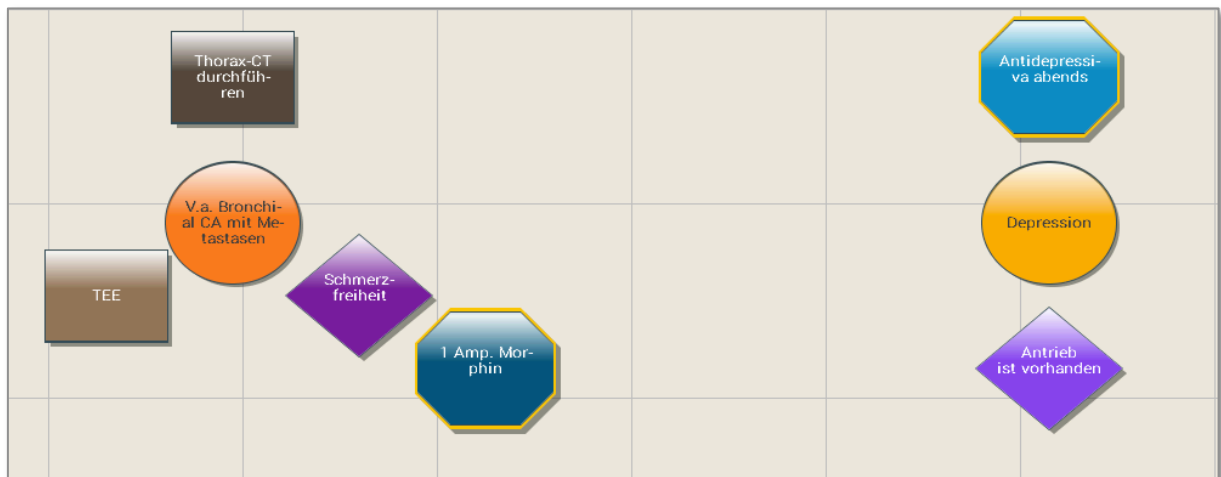 Thorax-CT
durchfüh-
ren
Antidepressi-
va abends
V.a. Bronchi-
al CA mit Me-
tastasen
Depression
TEE
Schmerz-
freiheit
1 Amp. Mor-
phin
Antrieb
ist vorhanden